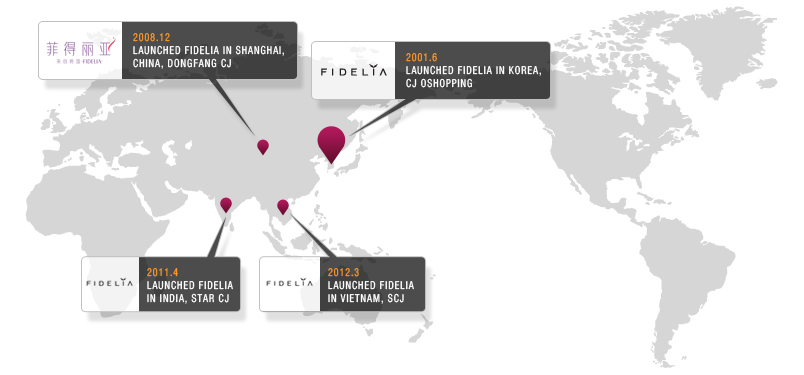 菲得丽亚
菲得丽亚 FIDELIA
2008.12
LAUNCHED FIDELIA IN SHANGHAI,
CHINA, DONGFANG CJ
FIDELIA
2001.6
LAUNCHED FIDELIA IN KOREA,
CJ OSHOPPING
FIDELIA
2011.4
LAUNCHED FIDELIA
IN INDIA, STAR CJ
FIDELIA
2012.3
LAUNCHED FIDELIA
IN VIETNAM, SCJ